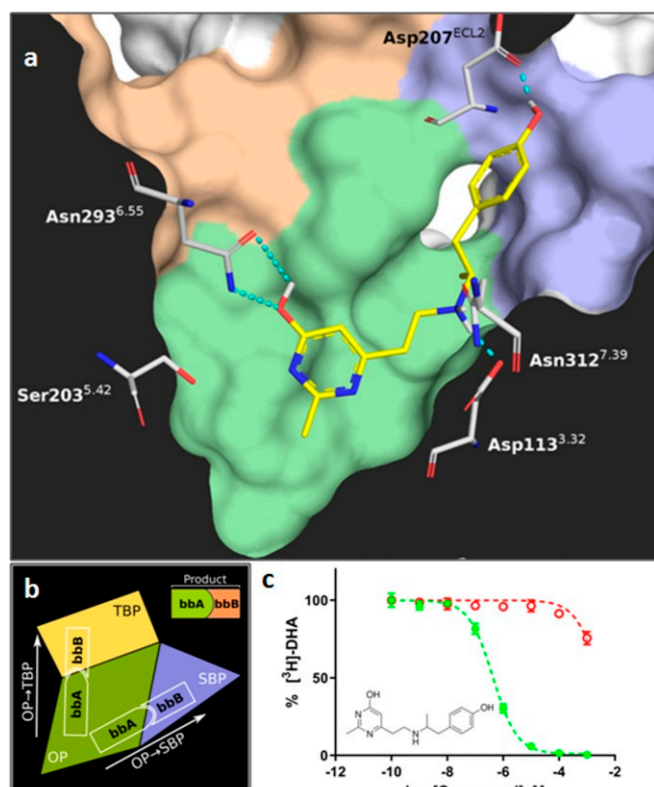 a
Asp207ECL2
Asn2936.55
Ser2035.42
Asn3127.39
Asp1133.32
b
TBP
Product
bbA bbB
OP→TBP
bbB
bbA
SBP
bbA
bbB
OP
OP→SBP
c
% [³H]-DHA
100
50
0
OH
N
N
N
H
OH
-12 -10 -8 -6 -4 -2